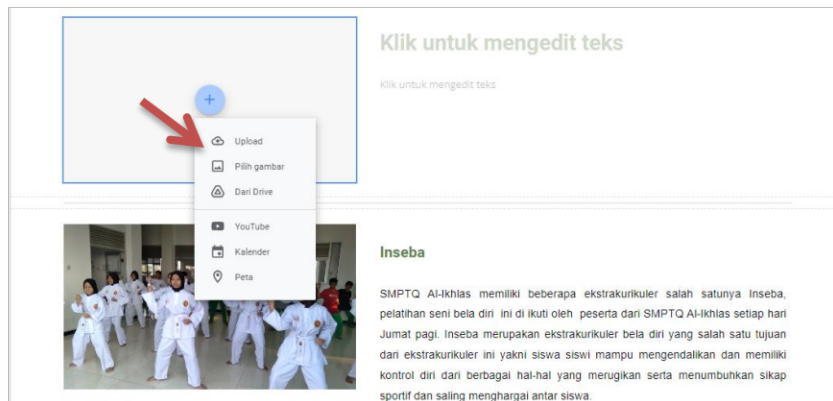 Klik untuk mengedit teks
Klik untuk mengedit teks
Upload
Pilih gambar
Dari Drive
YouTube
Kalender
Peta
Inseba
SMPTQ Al-Ikhlas memiliki beberapa ekstrakurikuler salah satunya Inseba,
pelatihan seni bela diri ini di ikuti oleh peserta dari SMPTQ Al-Ikhlas setiap hari
Jumat pagi. Inseba merupakan ekstrakurikuler bela diri yang salah satu tujuan
dari ekstrakurikuler ini yakni siswa siswi mampu mengendalikan dan memiliki
kontrol diri dari berbagai hal-hal yang merugikan serta menumbuhkan sikap
sportif dan saling menghargai antar siswa.